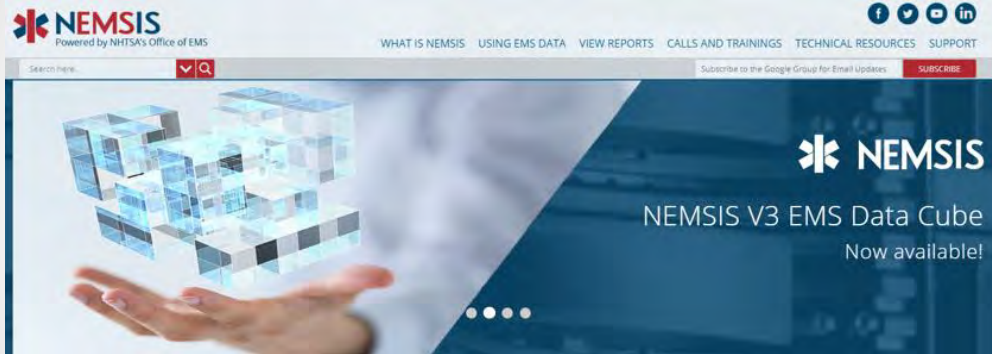 NEMSIS
Powered by NHTSA's Office of EMS
WHAT IS NEMSIS USING EMS DATA VIEW REPORTS CALLS AND TRAININGS TECHNICAL RESOURCES SUPPORT
Search here.. Subscribe to the Google Group for Email Updates SUBSCRIBE
NEMSIS
NEMSIS V3 EMS Data Cube
Now available!